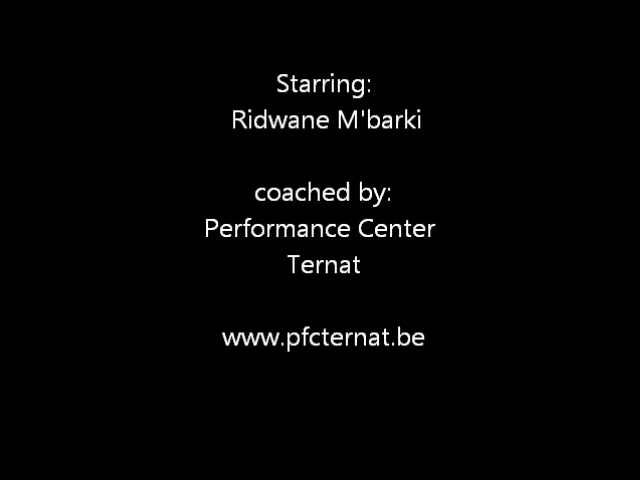 Starring:
Ridwane M'barki
coached by:
Performance Center
Ternat
www.pfcternat.be